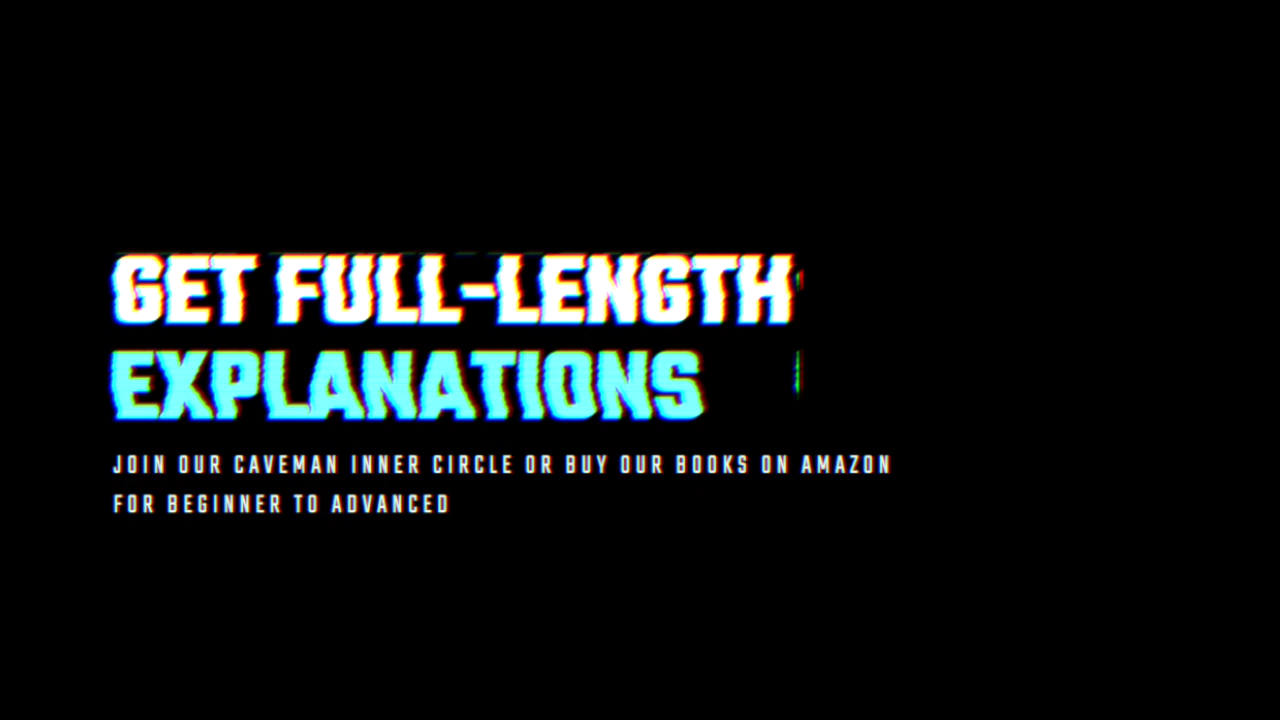 GET FULL-LENGTH
EXPLANATIONS
JOIN OUR CAVEMAN INNER CIRCLE OR BUY OUR BOOKS ON AMAZON
FOR BEGINNER TO ADVANCED